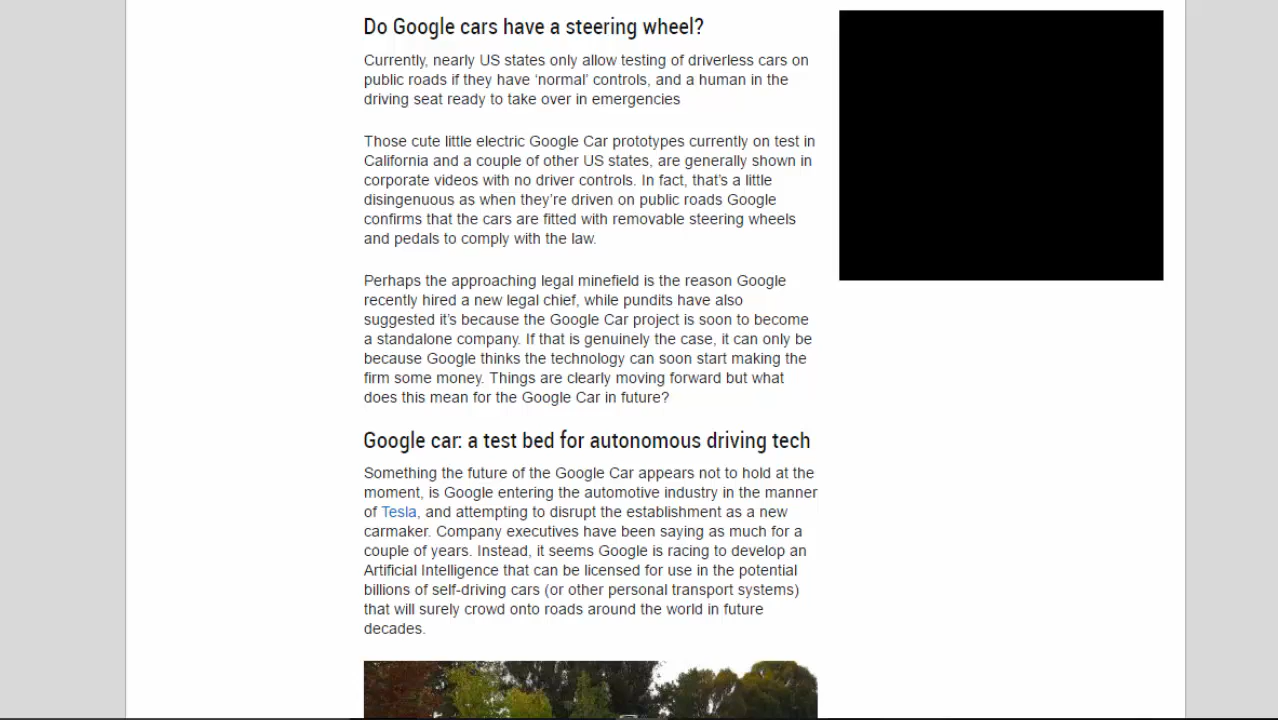 Do Google cars have a steering wheel?
Currently, nearly US states only allow testing of driverless cars on
public roads if they have ‘normal’ controls, and a human in the
driving seat ready to take over in emergencies
Those cute little electric Google Car prototypes currently on test in
California and a couple of other US states, are generally shown in
corporate videos with no driver controls. In fact, that’s a little
disingenuous as when they’re driven on public roads Google
confirms that the cars are fitted with removable steering wheels
and pedals to comply with the law.
Perhaps the approaching legal minefield is the reason Google
recently hired a new legal chief, while pundits have also
suggested it’s because the Google Car project is soon to become
a standalone company. If that is genuinely the case, it can only be
because Google thinks the technology can soon start making the
firm some money. Things are clearly moving forward but what
does this mean for the Google Car in future?
Google car: a test bed for autonomous driving tech
Something the future of the Google Car appears not to hold at the
moment, is Google entering the automotive industry in the manner
of Tesla, and attempting to disrupt the establishment as a new
carmaker. Company executives have been saying as much for a
couple of years. Instead, it seems Google is racing to develop an
Artificial Intelligence that can be licensed for use in the potential
billions of self-driving cars (or other personal transport systems)
that will surely crowd onto roads around the world in future
decades.